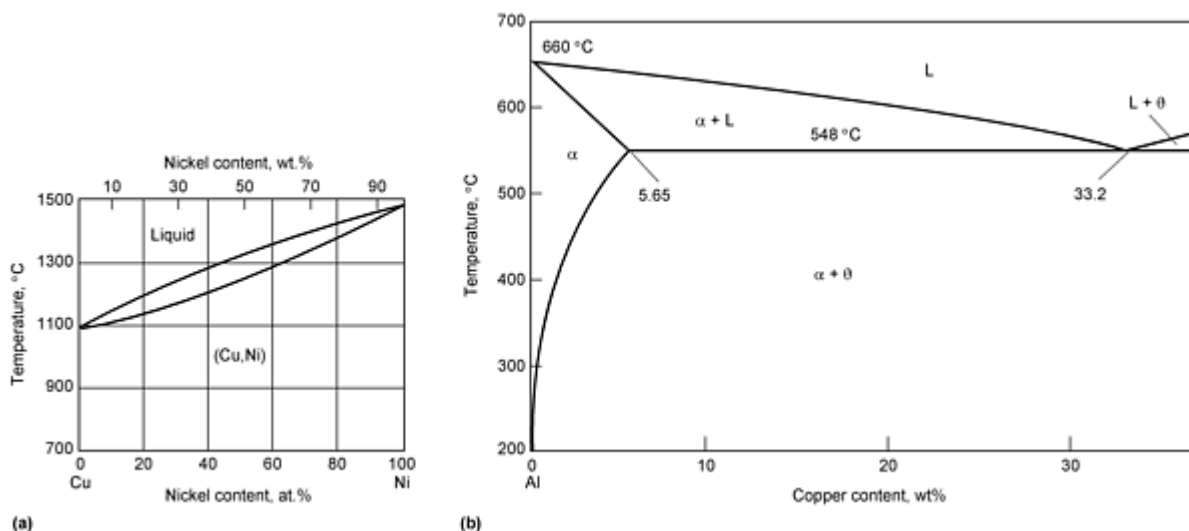 Nickel content, wt.%
10 30 50 70 90
1500
1300
1100
900
700
Temperature, °C
Liquid
(Cu,Ni)
0 20 40 60 80 100
Cu Ni
Nickel content, at.%
(a)
700
600
500
400
300
200
Temperature, °C
660 °C
L
L + θ
α + L
548 °C
α
5.65
33.2
α + θ
0 10 20 30
Al
Copper content, wt%
(b)